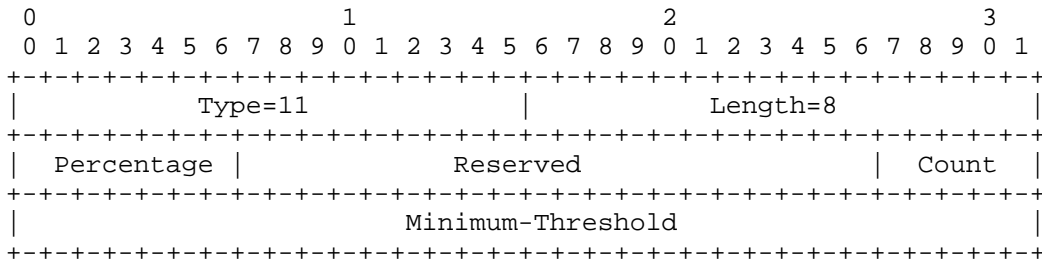 0                   1                   2                   3
 0 1 2 3 4 5 6 7 8 9 0 1 2 3 4 5 6 7 8 9 0 1 2 3 4 5 6 7 8 9 0 1
+-+-+-+-+-+-+-+-+-+-+-+-+-+-+-+-+-+-+-+-+-+-+-+-+-+-+-+-+-+-+-+-+
|           Type=11             |           Length=8            |
+-+-+-+-+-+-+-+-+-+-+-+-+-+-+-+-+-+-+-+-+-+-+-+-+-+-+-+-+-+-+-+-+
|  Percentage |             Reserved                  |  Count  |
+-+-+-+-+-+-+-+-+-+-+-+-+-+-+-+-+-+-+-+-+-+-+-+-+-+-+-+-+-+-+-+-+
|                        Minimum-Threshold                      |
+-+-+-+-+-+-+-+-+-+-+-+-+-+-+-+-+-+-+-+-+-+-+-+-+-+-+-+-+-+-+-+-+